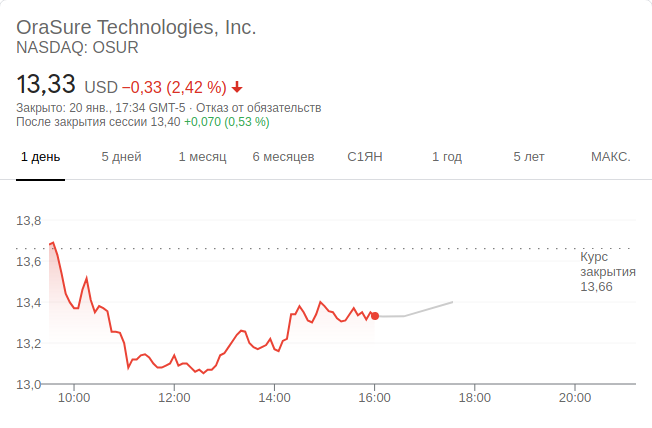 OraSure Technologies, Inc.
NASDAQ: OSUR
13,33 USD −0,33 (2,42 %)
Закрыто: 20 янв., 17:34 GMT-5 · Отказ от обязательств
После закрытия сессии 13,40 +0,070 (0,53 %)
1 день 5 дней 1 месяц 6 месяцев С1ЯН 1 год 5 лет МАКС.
13,8
13,6
13,4
13,2
13,0
Курс
закрытия
13,66
10:00 12:00 14:00 16:00 18:00 20:00